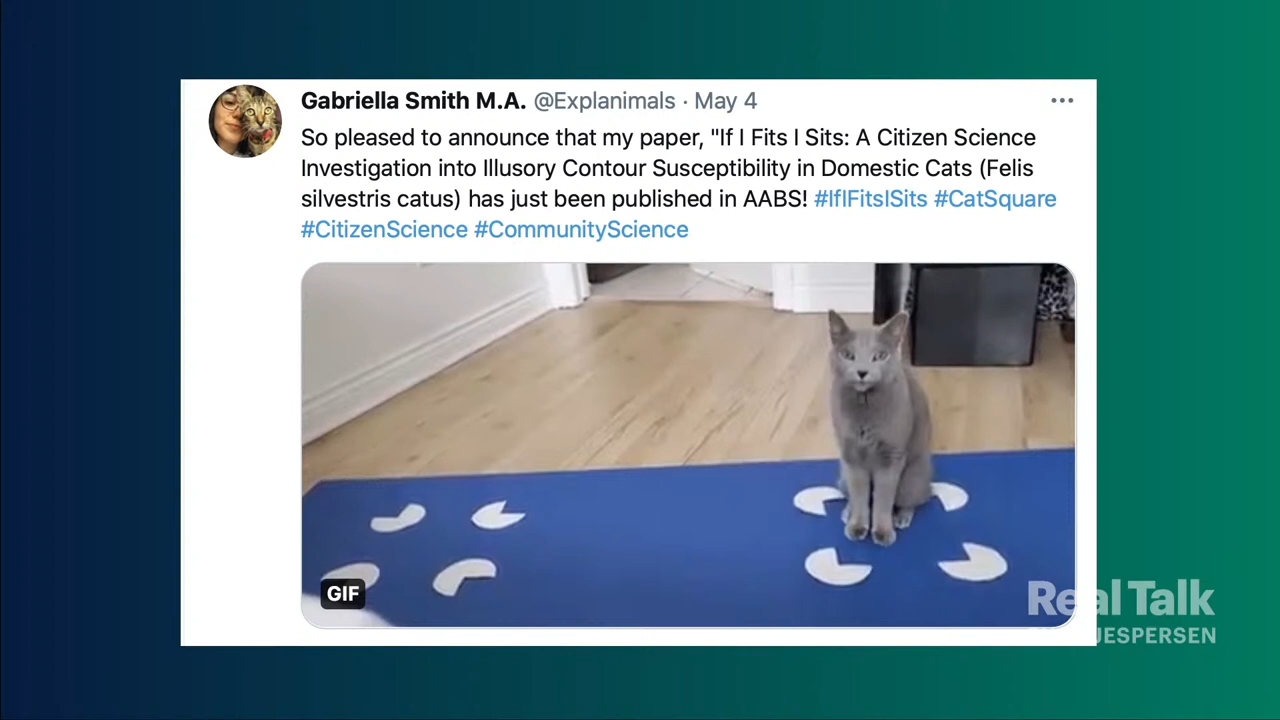 Gabriella Smith M.A. @Explanimals · May 4
So pleased to announce that my paper, "If I Fits I Sits: A Citizen Science
Investigation into Illusory Contour Susceptibility in Domestic Cats (Felis
silvestris catus) has just been published in AABS! #IfIFitsISits #CatSquare
#CitizenScience #CommunityScience
GIF
Real Talk
JESPERSEN